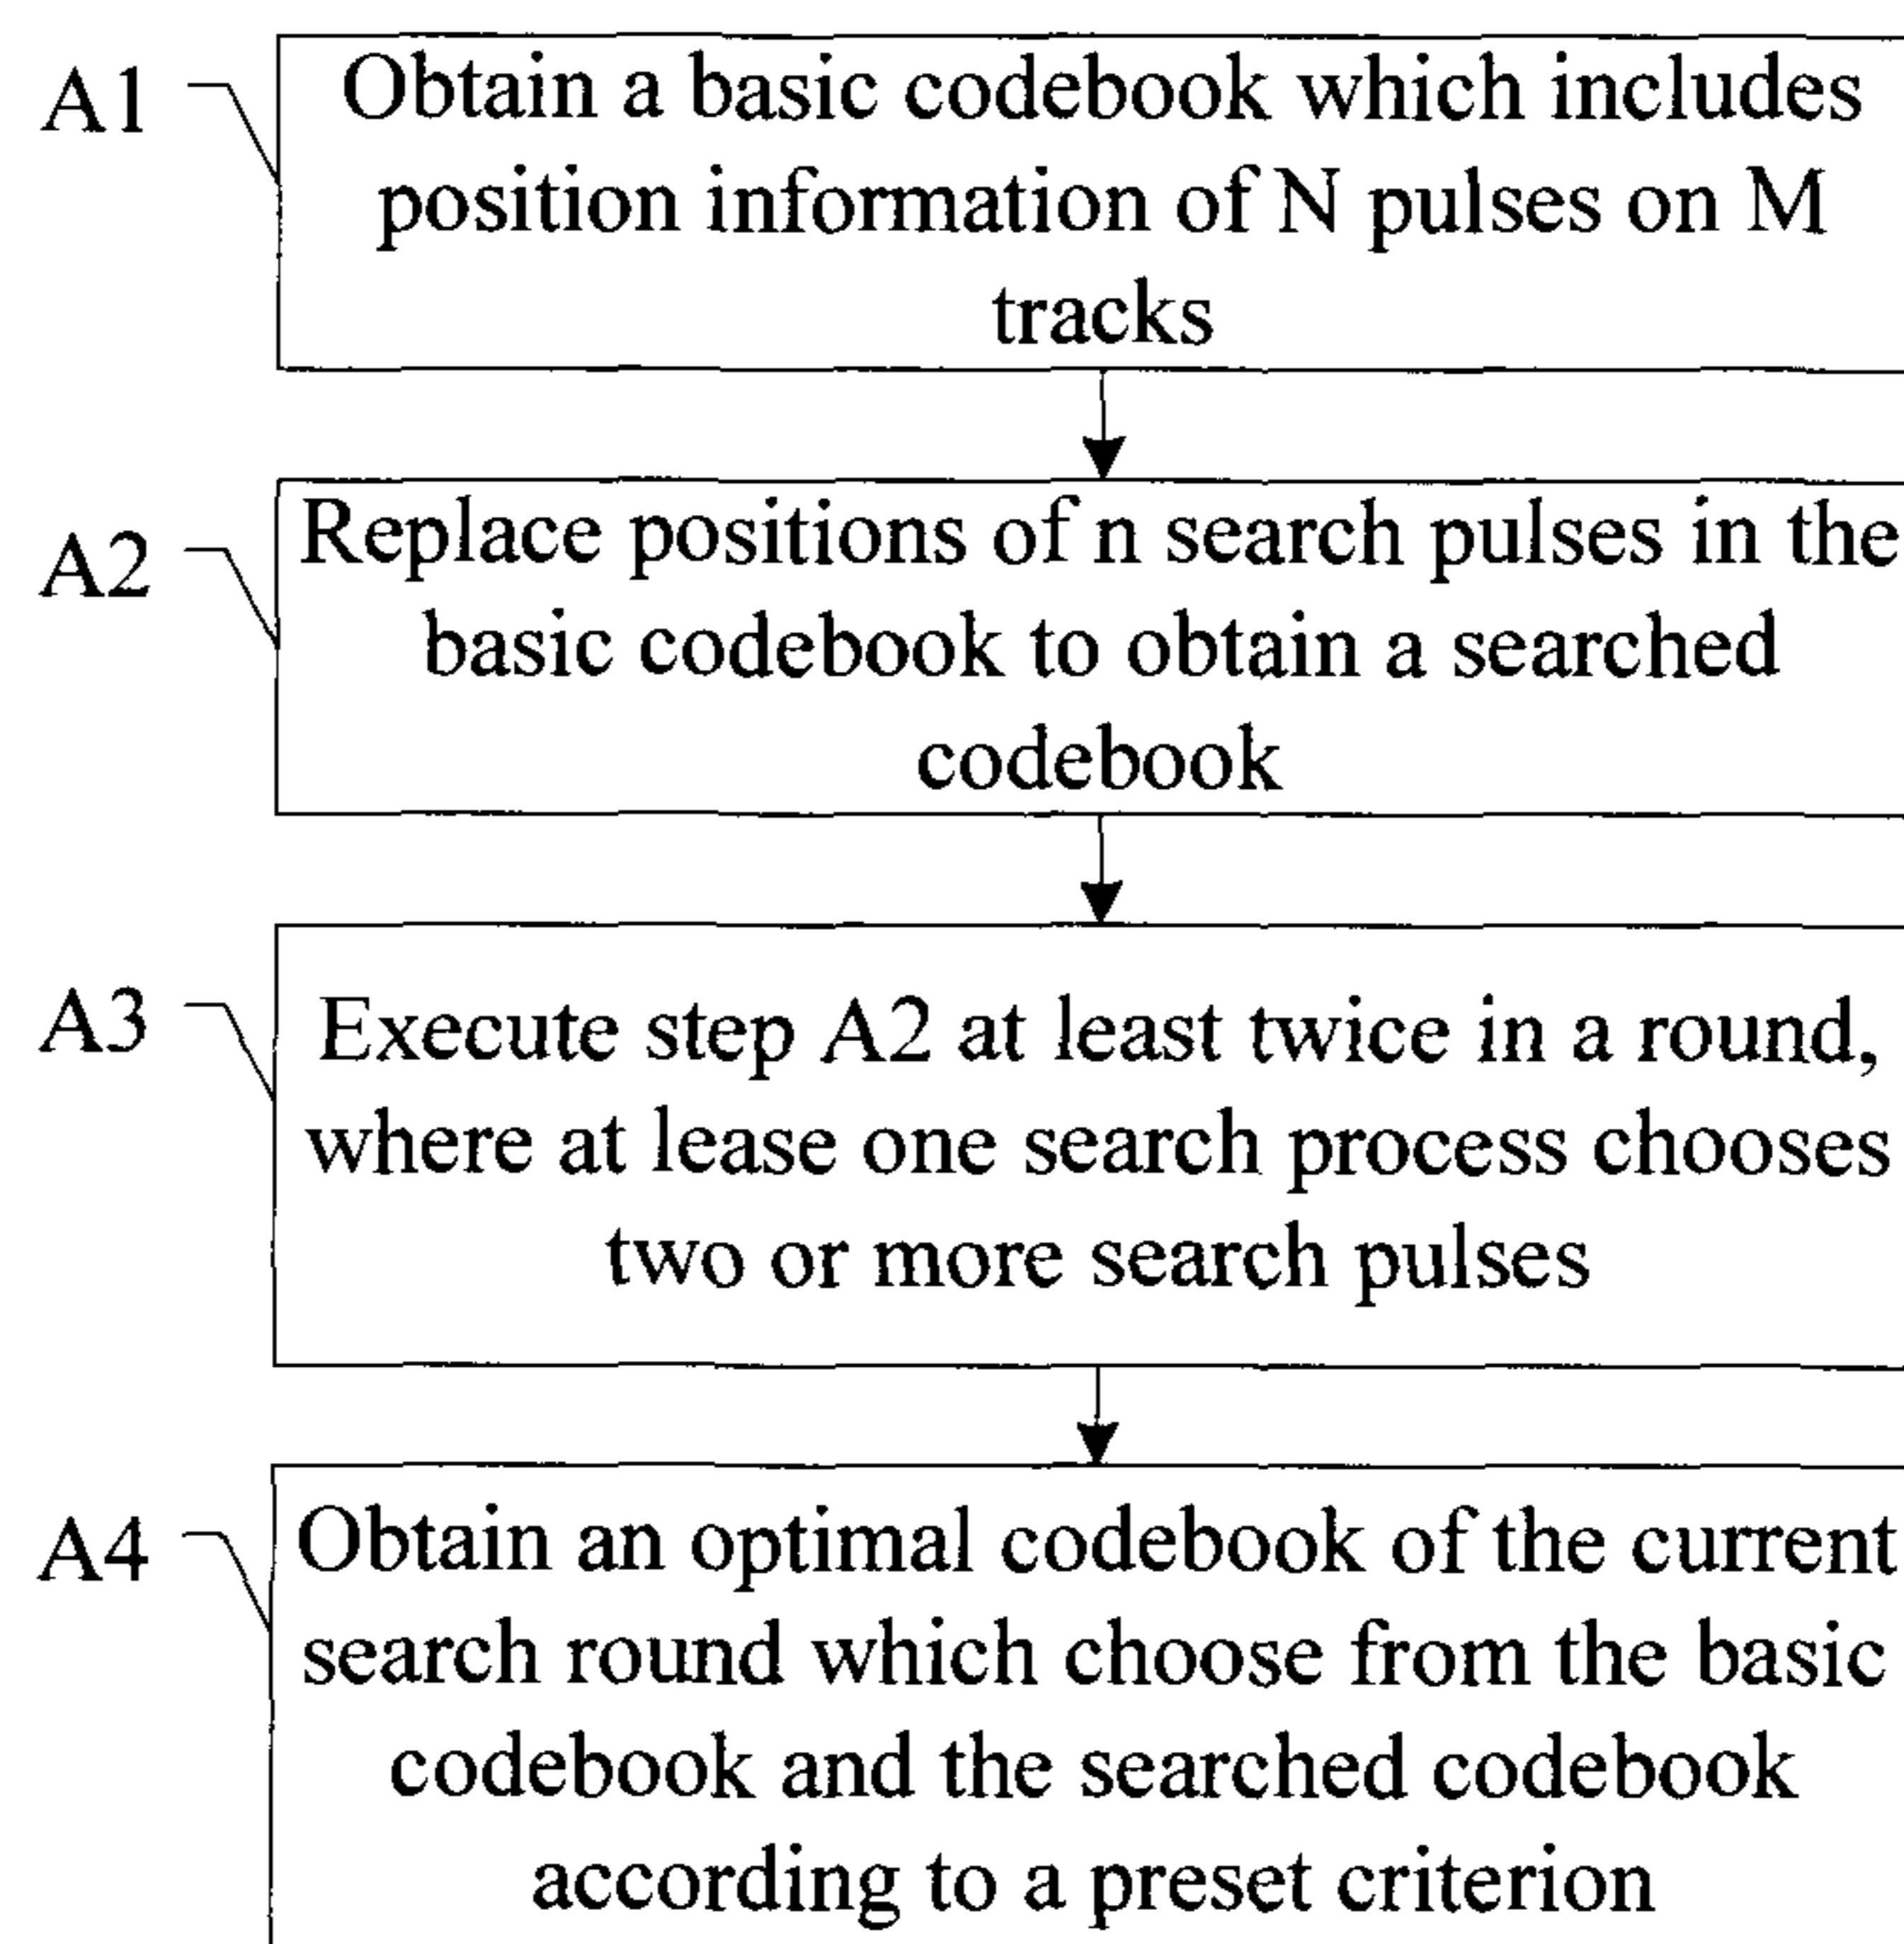 A1
Obtain a basic codebook which includes
position information of N pulses on M
tracks
A2
Replace positions of n search pulses in the
basic codebook to obtain a searched
codebook
A3
Execute step A2 at least twice in a round,
where at lease one search process chooses
two or more search pulses
A4
Obtain an optimal codebook of the current
search round which choose from the basic
codebook and the searched codebook
according to a preset criterion